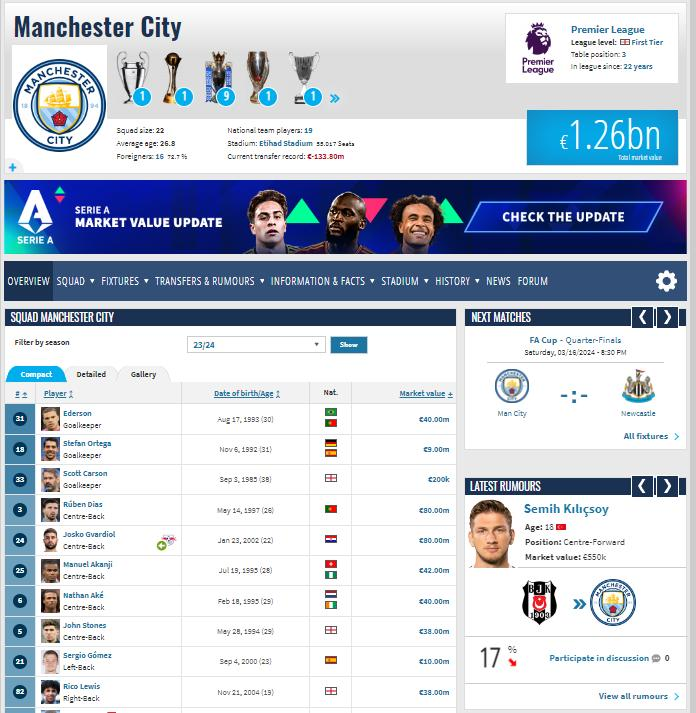 Manchester City
MANCHESTER
18 94
CITY
1
1
9
1
1
»
Premier League
Premier League
League level: First Tier
Table position: 3
In league since: 22 years
Squad size: 22
Average age: 26.8
Foreigners: 16 72.7 %
National team players: 19
Stadium: Etihad Stadium 55.017 Seats
Current transfer record: €-133.80m
€1.26bn
Total market value
SERIE A
SERIE A
MARKET VALUE UPDATE
CHECK THE UPDATE
OVERVIEW SQUAD ▼ FIXTURES ▼ TRANSFERS & RUMOURS ▼ INFORMATION & FACTS ▼ STADIUM ▼ HISTORY ▼ NEWS FORUM
SQUAD MANCHESTER CITY
Filter by season 23/24 Show
Compact Detailed Gallery
# Player Date of birth/Age Nat. Market value
31 Ederson Goalkeeper Aug 17, 1993 (30) €40.00m
18 Stefan Ortega Goalkeeper Nov 6, 1992 (31) €9.00m
33 Scott Carson Goalkeeper Sep 3, 1985 (38) €200k
3 Rúben Dias Centre-Back May 14, 1997 (26) €80.00m
24 Josko Gvardiol Centre-Back Jan 23, 2002 (22) €80.00m
25 Manuel Akanji Centre-Back Jul 19, 1995 (28) €42.00m
6 Nathan Aké Centre-Back Feb 18, 1995 (29) €40.00m
5 John Stones Centre-Back May 28, 1994 (29) €38.00m
21 Sergio Gómez Left-Back Sep 4, 2000 (23) €10.00m
82 Rico Lewis Right-Back Nov 21, 2004 (19) €38.00m
NEXT MATCHES
FA Cup - Quarter-Finals
Saturday, 03/16/2024 - 8:30 PM
-:-
Man City Newcastle
All fixtures
LATEST RUMOURS
Semih Kılıçsoy
Age: 18
Position: Centre-Forward
Market value: €550k
BJK
1903
»
17 %
Participate in discussion 0
View all rumours